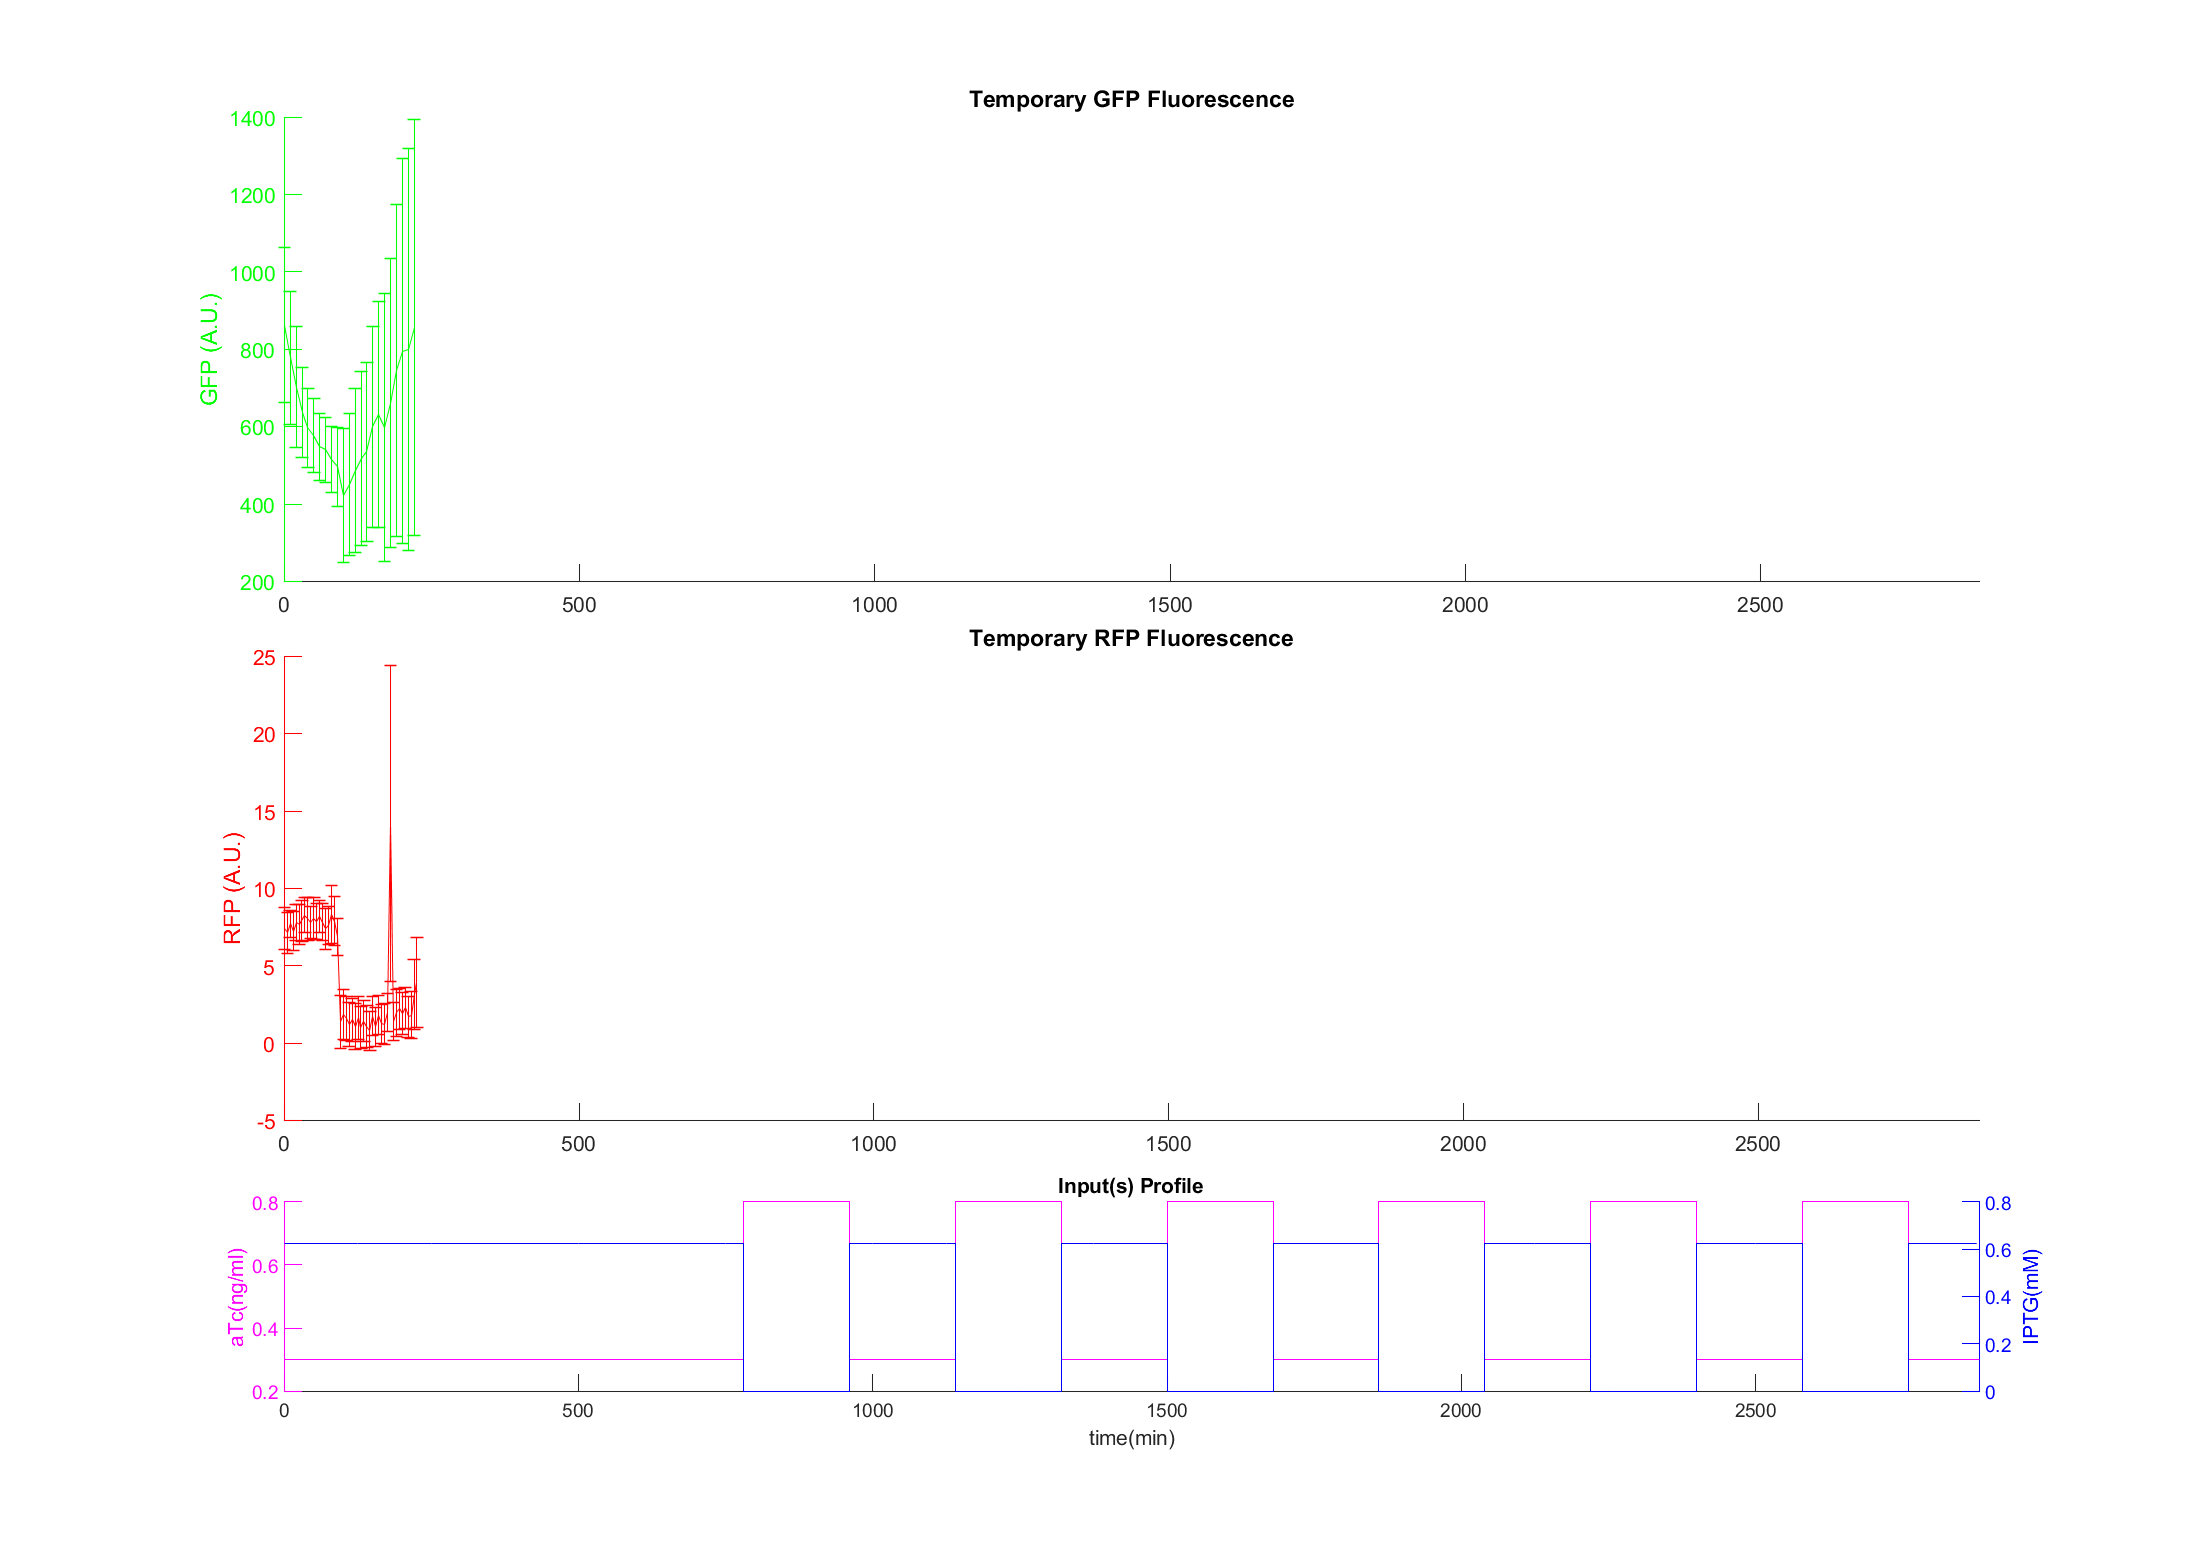 Temporary GFP Fluorescence
1400
1200
1000
800
600
400
200
GFP (A.U.)
0 500 1000 1500 2000 2500
Temporary RFP Fluorescence
25
20
15
10
5
0
-5
RFP (A.U.)
0 500 1000 1500 2000 2500
Input(s) Profile
0.8
0.6
0.4
0.2
aTc(ng/ml)
0.8
0.6
0.4
0.2
0
IPTG(mM)
0 500 1000 1500 2000 2500
time(min)